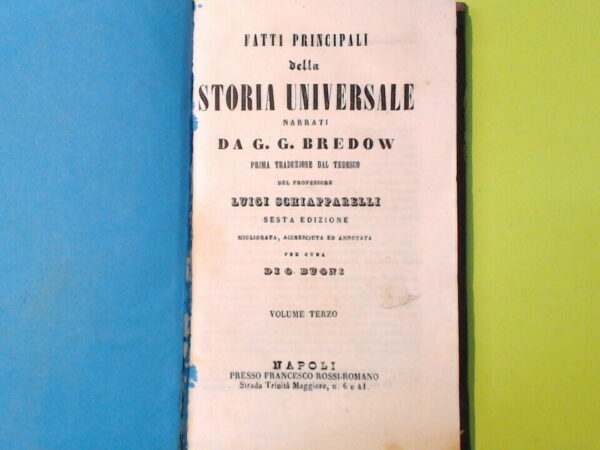 FATTI PRINCIPALI
della
STORIA UNIVERSALE
NARRATI
DA G. G. BREDOW
PRIMA TRADUZIONE DAL TEDESCO
DEL PROFESSORE
LUIGI SCHIAPPARELLI
SESTA EDIZIONE
MIGLIORATA, ACCRESCIUTA ED ANNOTATA
PER CURA
DI O. BUGNI
VOLUME TERZO
NAPOLI
PRESSO FRANCESCO ROSSI-ROMANO
Strada Trinità Maggiore, n. 6 e 41.